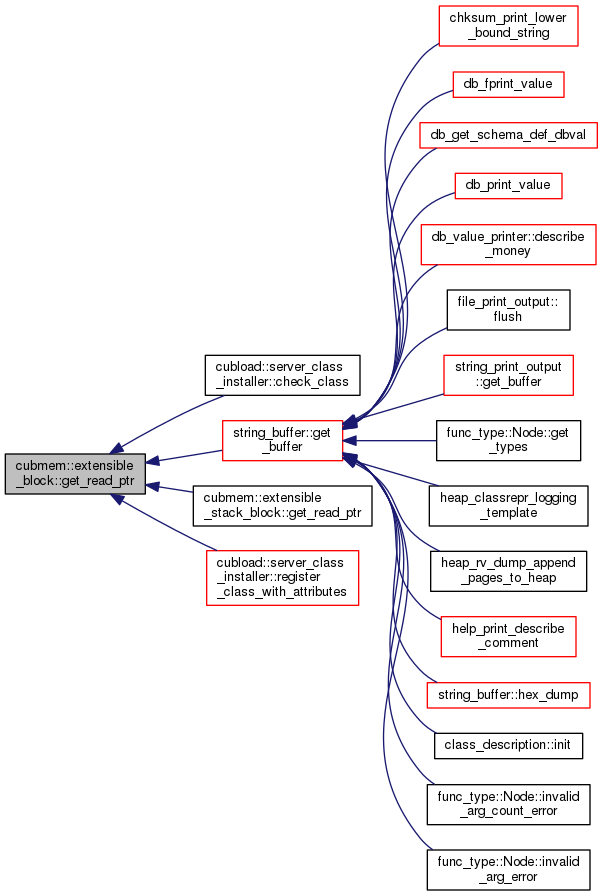 chksum_print_lower
_bound_string
db_fprint_value
db_get_schema_def_dbval
db_print_value
db_value_printer::describe
_money
file_print_output::
flush
string_print_output
::get_buffer
func_type::Node::get
_types
heap_classrepr_logging
_template
heap_rv_dump_append
_pages_to_heap
help_print_describe
_comment
string_buffer::hex_dump
class_description::init
func_type::Node::invalid
_arg_count_error
func_type::Node::invalid
_arg_error
cubload::server_class
_installer::check_class
string_buffer::get
_buffer
cubmem::extensible
_stack_block::get_read_ptr
cubload::server_class
_installer::register
_class_with_attributes
cubmem::extensible
_block::get_read_ptr